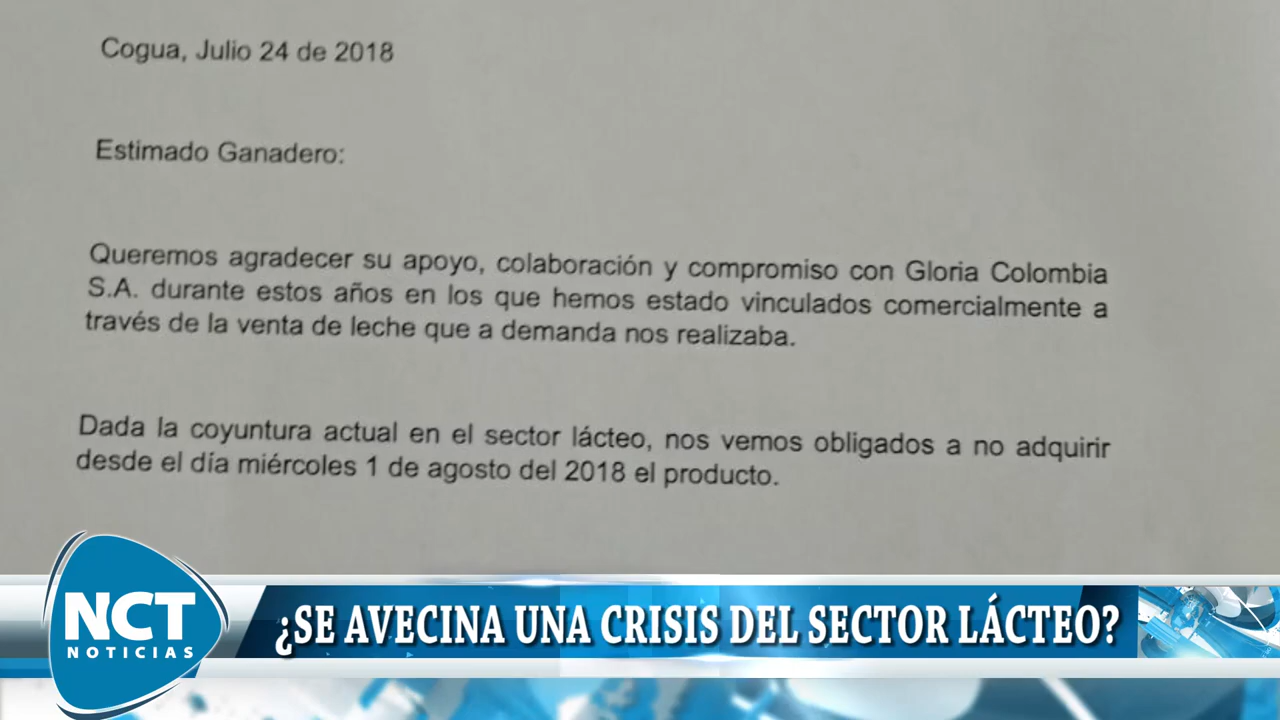 Cogua, Julio 24 de 2018
Estimado Ganadero:
Queremos agradecer su apoyo, colaboración y compromiso con Gloria Colombia
S.A. durante estos años en los que hemos estado vinculados comercialmente a
través de la venta de leche que a demanda nos realizaba.
Dada la coyuntura actual en el sector lácteo, nos vemos obligados a no adquirir
desde el día miércoles 1 de agosto del 2018 el producto.
NCT
NOTICIAS
¿SE AVECINA UNA CRISIS DEL SECTOR LÁCTEO?